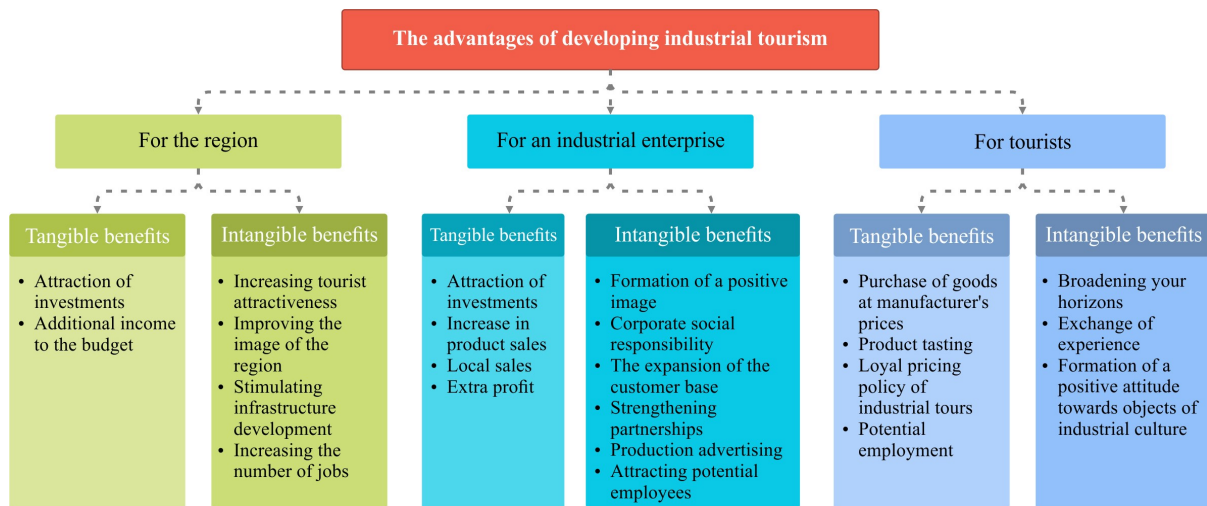 The advantages of developing industrial tourism
For the region
For an industrial enterprise
For tourists
Tangible benefits
• Attraction of
investments
• Additional income
to the budget
Intangible benefits
• Increasing tourist
attractiveness
• Improving the
image of the
region
• Stimulating
infrastructure
development
• Increasing the
number of jobs
Tangible benefits
• Attraction of
investments
• Increase in
product sales
• Local sales
• Extra profit
Intangible benefits
• Formation of a positive
image
• Corporate social
responsibility
• The expansion of the
customer base
• Strengthening
partnerships
• Production advertising
• Attracting potential
employees
Tangible benefits
• Purchase of goods
at manufacturer's
prices
• Product tasting
• Loyal pricing
policy of
industrial tours
• Potential
employment
Intangible benefits
• Broadening your
horizons
• Exchange of
experience
• Formation of a
positive attitude
towards objects of
industrial culture